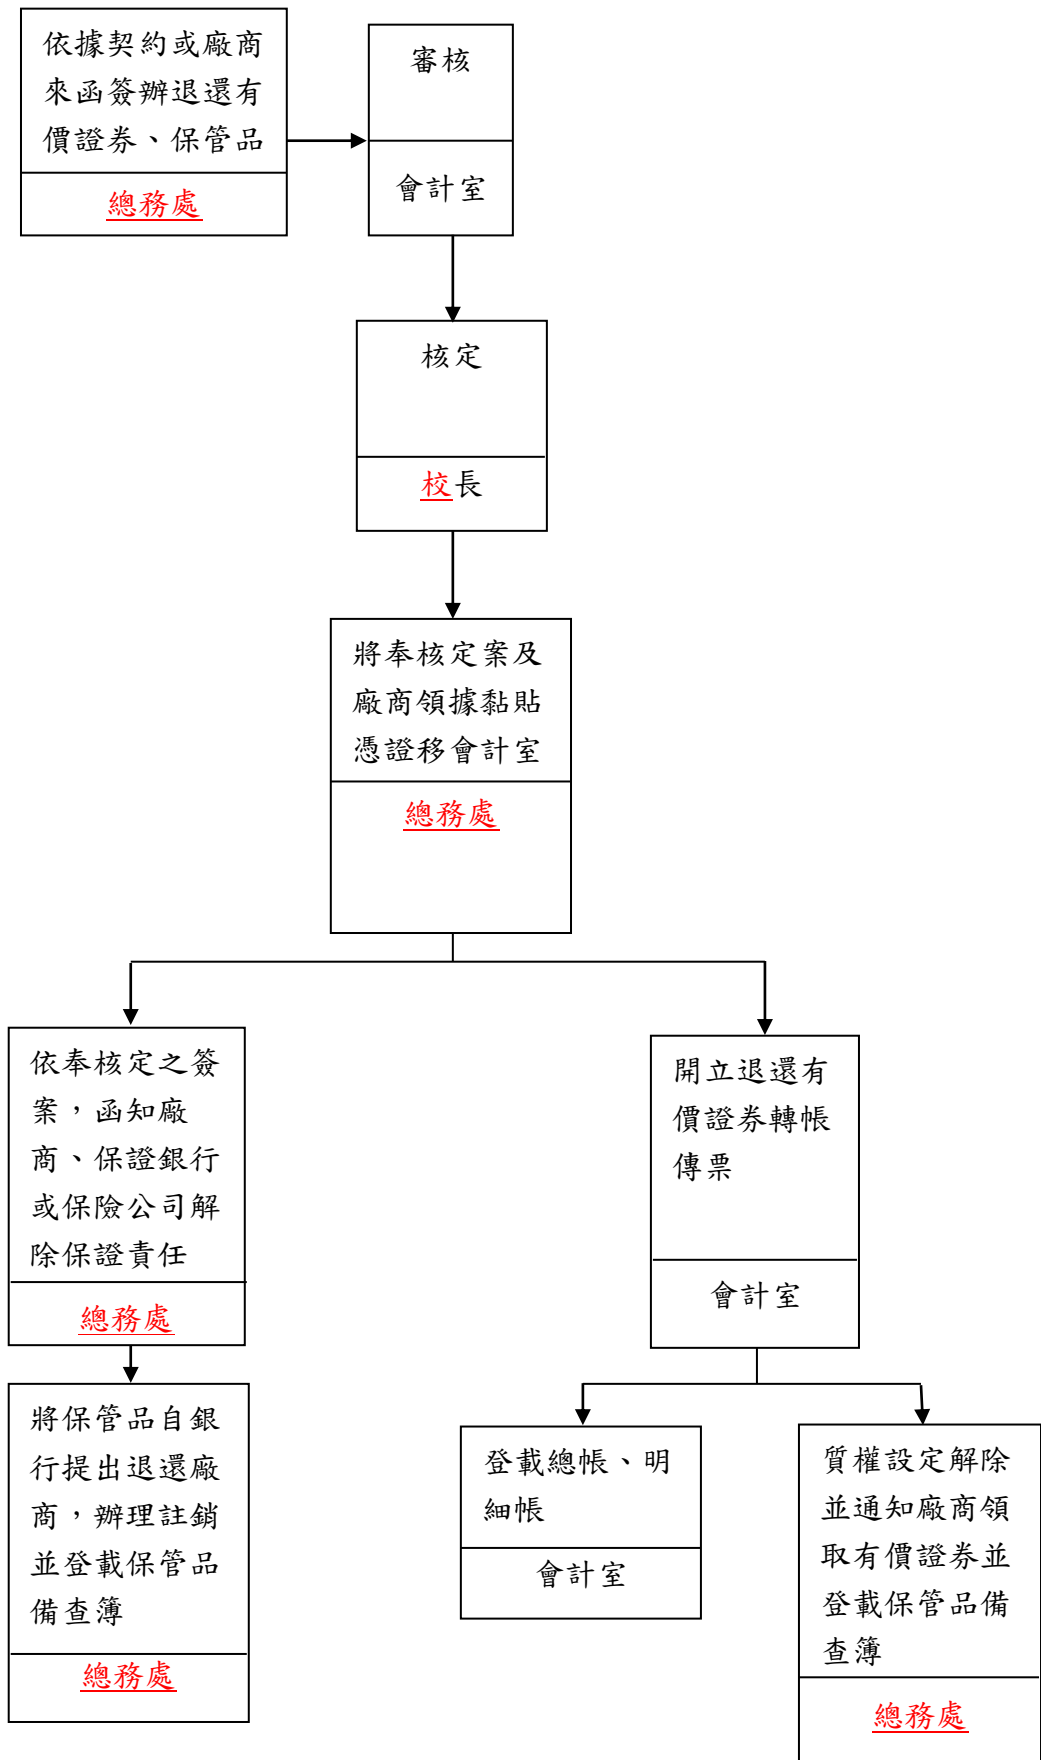 依據契約或廠商
來函簽辦退還有
價證券、保管品
總務處
審核
會計室
核定
校長
將奉核定案及
廠商領據黏貼
憑證移會計室
總務處
依奉核定之簽
案，函知廠
商、保證銀行
或保險公司解
除保證責任
總務處
將保管品自銀
行提出退還廠
商，辦理註銷
並登載保管品
備查簿
總務處
開立退還有
價證券轉帳
傳票
會計室
登載總帳、明
細帳
會計室
質權設定解除
並通知廠商領
取有價證券並
登載保管品備
查簿
總務處